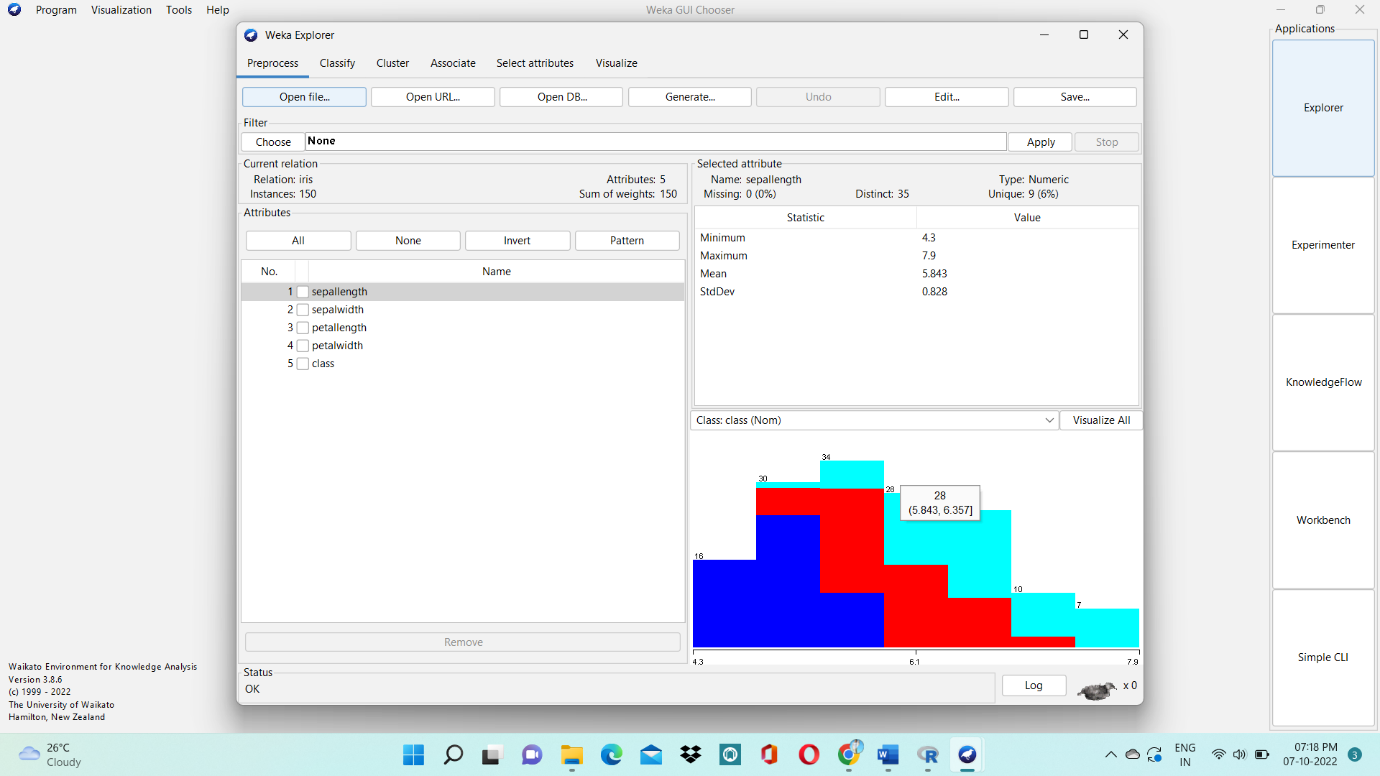 Program Visualization Tools Help
Weka GUI Chooser
Applications
Explorer
Experimenter
KnowledgeFlow
Workbench
Simple CLI
Weka Explorer
Preprocess Classify Cluster Associate Select attributes Visualize
Open file... Open URL... Open DB... Generate... Undo Edit... Save...
Filter
Choose None Apply Stop
Current relation
Relation: iris Attributes: 5
Instances: 150 Sum of weights: 150
Attributes
All None Invert Pattern
No. Name
1 sepallength
2 sepalwidth
3 petallength
4 petalwidth
5 class
Remove
Selected attribute
Name: sepallength Type: Numeric
Missing: 0 (0%) Distinct: 35 Unique: 9 (6%)
Statistic Value
Minimum 4.3
Maximum 7.9
Mean 5.843
StdDev 0.828
Class: class (Nom) Visualize All
34
30
28
28
(5.843, 6.357]
16
10
7
4.3 6.1 7.9
Status
OK
Log x 0
Waikato Environment for Knowledge Analysis
Version 3.8.6
(c) 1999 - 2022
The University of Waikato
Hamilton, New Zealand
26°C
Cloudy
ENG
IN
07:18 PM
07-10-2022
3